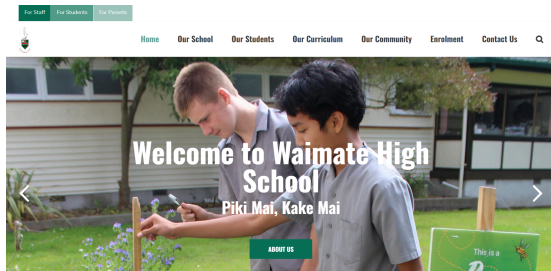 For Staff
For Students
For Parents
Home
Our School
Our Students
Our Curriculum
Our Community
Enrolment
Contact Us
Welcome to Waimate High
School
Piki Mai, Kake Mai
ABOUT US
This is a